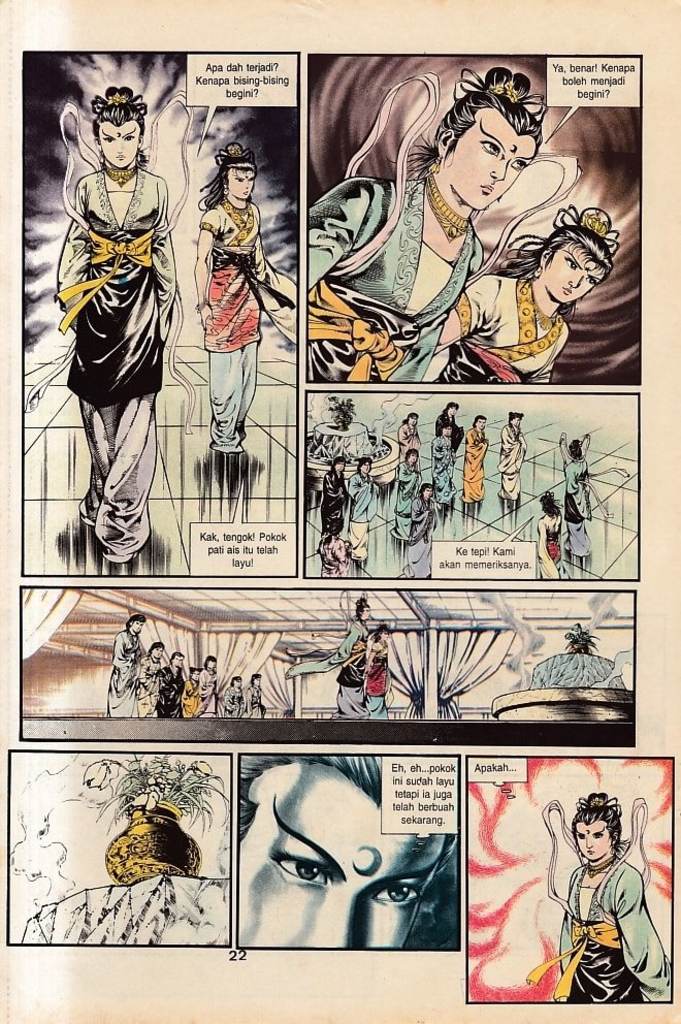 Apa dah terjadi?
Kenapa bising-bising
begini?
Kak, tengok! Pokok
pati ais itu telah
layu!
Ya, benar! Kenapa
boleh menjadi
begini?
Ke tepi! Kami
akan memeriksanya.
Eh, eh...pokok
ini sudah layu
tetapi ia juga
telah berbuah
sekarang.
Apakah...
22